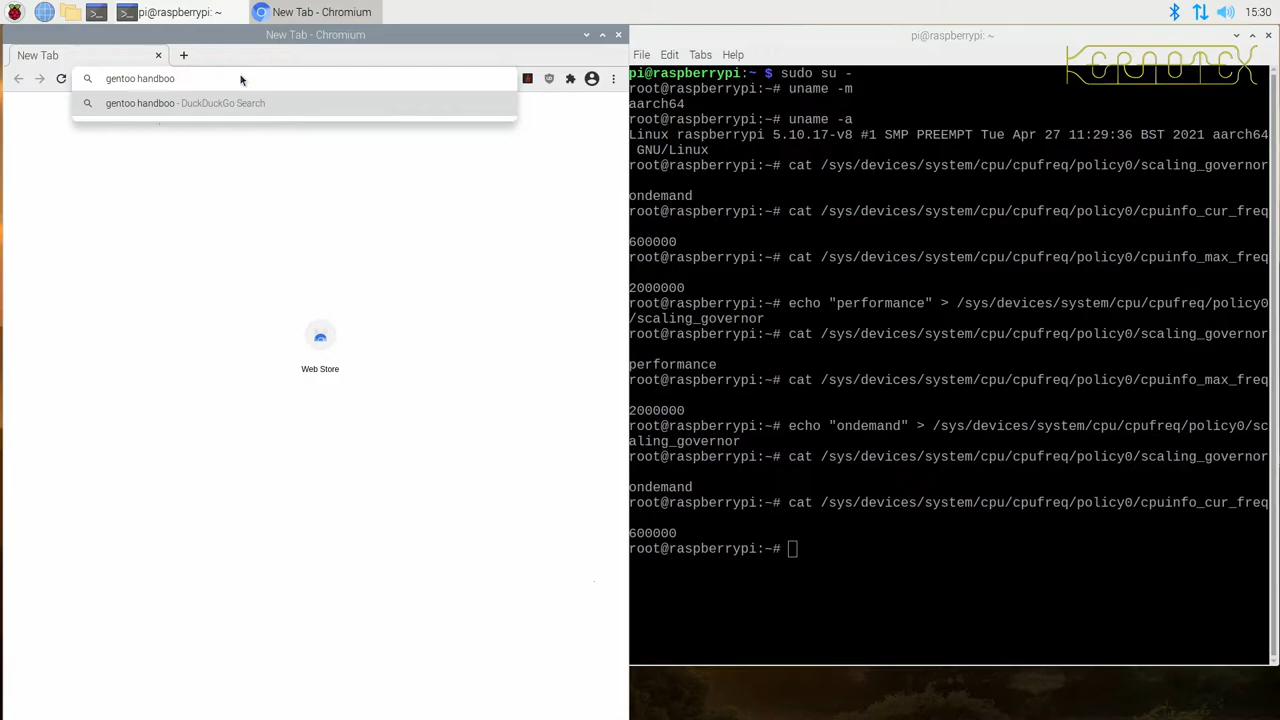 pi@raspberrypi: ~
New Tab - Chromium
15:30
New Tab - Chromium
New Tab
gentoo handboo
gentoo handboo - DuckDuckGo Search
Web Store
pi@raspberrypi: ~
File Edit Tabs Help
KERNOTEX
pi@raspberrypi:~ $ sudo su -
root@raspberrypi:~# uname -m
aarch64
root@raspberrypi:~# uname -a
Linux raspberrypi 5.10.17-v8 #1 SMP PREEMPT Tue Apr 27 11:29:36 BST 2021 aarch64
GNU/Linux
root@raspberrypi:~# cat /sys/devices/system/cpu/cpufreq/policy0/scaling_governor
ondemand
root@raspberrypi:~# cat /sys/devices/system/cpu/cpufreq/policy0/cpuinfo_cur_freq
600000
root@raspberrypi:~# cat /sys/devices/system/cpu/cpufreq/policy0/cpuinfo_max_freq
2000000
root@raspberrypi:~# echo "performance" > /sys/devices/system/cpu/cpufreq/policy0
/scaling_governor
root@raspberrypi:~# cat /sys/devices/system/cpu/cpufreq/policy0/scaling_governor
performance
root@raspberrypi:~# cat /sys/devices/system/cpu/cpufreq/policy0/cpuinfo_max_freq
2000000
root@raspberrypi:~# echo "ondemand" > /sys/devices/system/cpu/cpufreq/policy0/sc
aling_governor
root@raspberrypi:~# cat /sys/devices/system/cpu/cpufreq/policy0/scaling_governor
ondemand
root@raspberrypi:~# cat /sys/devices/system/cpu/cpufreq/policy0/cpuinfo_cur_freq
600000
root@raspberrypi:~#